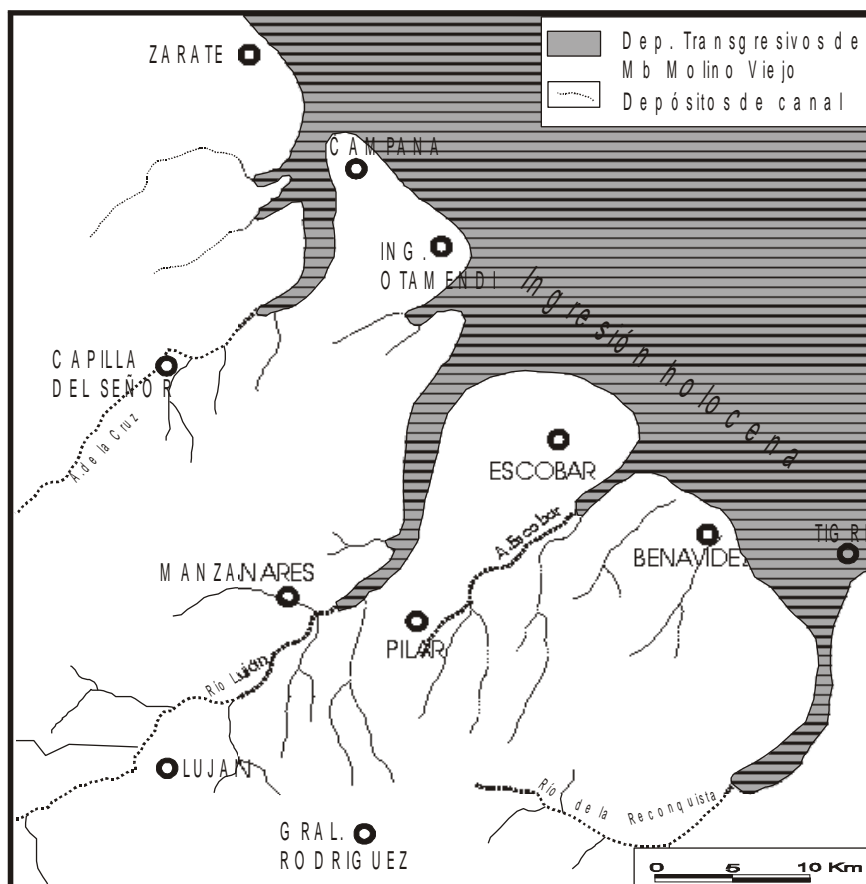 ZARATE
Dep. Transgresivos de
Mb Molino Viejo
Depósitos de canal
CAMPANA
ING.
OTAMENDI
Ingresión holocena
CAPILLA
DEL SEÑOR
A. de la Cruz
ESCOBAR
A. Escobar
BENAVIDEZ
TIGR
MANZANARES
PILAR
Río Luján
LUJAN
Río de la Reconquista
GRAL.
RODRIGUEZ
0 5 10 Km